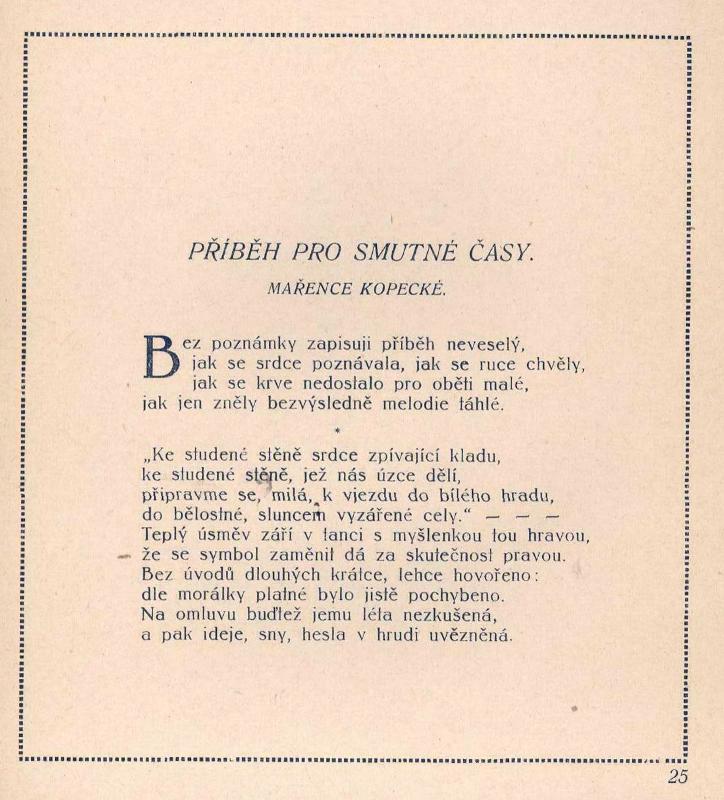 PŘÍBĚH PRO SMUTNÉ ČASY.
MAŘENCE KOPECKÉ.
Bez poznámky zapisuji příběh neveselý,
jak se srdce poznávala, jak se ruce chvěly,
jak se krve nedostalo pro oběti malé,
jak jen zněly bezvýsledně melodie táhlé.
*
„Ke studené stěně srdce zpívající kladu,
ke studené stěně, jež nás úzce dělí,
připravme se, milá, k vjezdu do bílého hradu,
do bělostné, sluncem vyzářené cely.“ — — —
Teplý úsměv září v tanci s myšlenkou tou hravou,
že se symbol zaměnit dá za skutečnost pravou.
Bez úvodů dlouhých krátce, lehce hovořeno:
dle morálky platné bylo jistě pochybeno.
Na omluvu buďtež jemu léta nezkušená,
a pak ideje, sny, hesla v hrudi uvězněná.
25